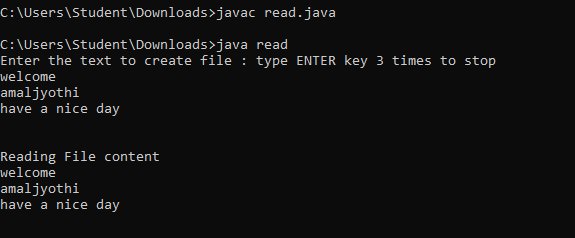 C:\Users\Student\Downloads>javac read.java
C:\Users\Student\Downloads>java read
Enter the text to create file : type ENTER key 3 times to stop
welcome
amaljyothi
have a nice day
Reading File content
welcome
amaljyothi
have a nice day